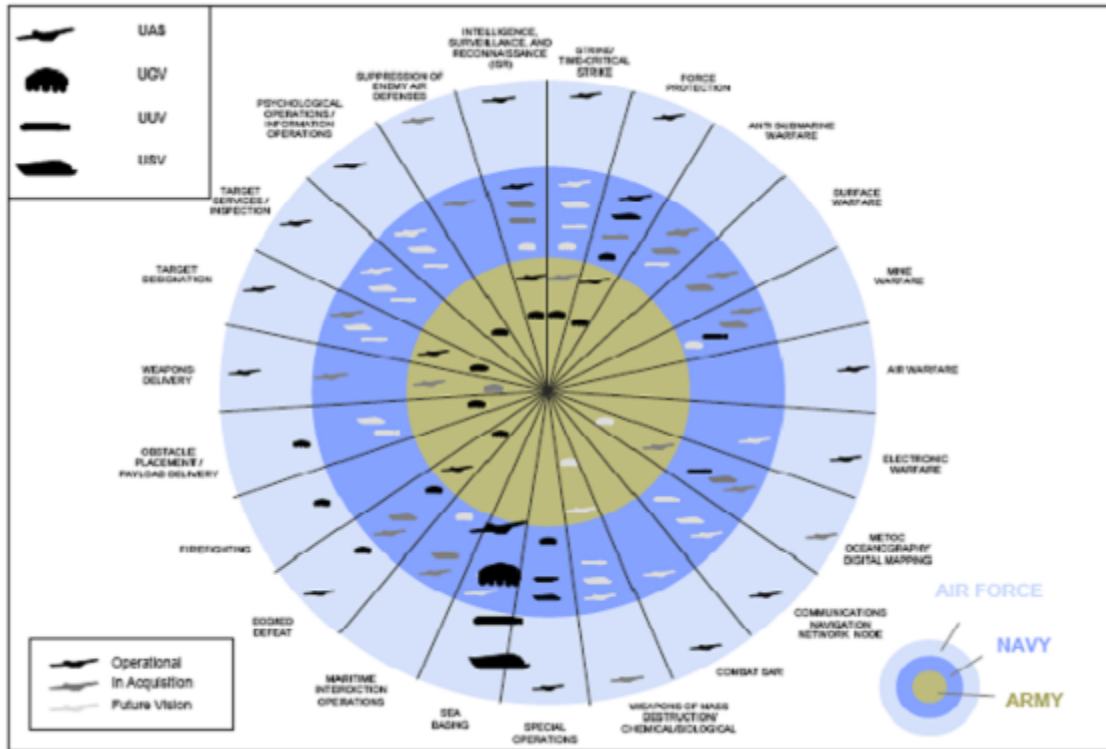 UAS
UGV
UUV
USV
INTELLIGENCE,
SURVEILLANCE, AND
RECONNAISSANCE
(ISR)
STRIKE/
TIME-CRITICAL
STRIKE
FORCE
PROTECTION
ANTI SUBMARINE
WARFARE
SURFACE
WARFARE
MINE
WARFARE
AIR WARFARE
ELECTRONIC
WARFARE
METOC
OCEANOGRAPHY/
DIGITAL MAPPING
COMMUNICATIONS
NAVIGATION
NETWORK NODE
COMBAT SAR
WEAPONS OF MASS
DESTRUCTION/
CHEMICAL/BIOLOGICAL
SPECIAL
OPERATIONS
SEA
BASING
MARITIME
INTERDICTION
OPERATIONS
EOD/IED
DEFEAT
FIREFIGHTING
OBSTACLE
PLACEMENT /
PAYLOAD DELIVERY
WEAPONS
DELIVERY
TARGET
DESIGNATION
TARGET
SERVICES /
INSPECTION
PSYCHOLOGICAL
OPERATIONS /
INFORMATION
OPERATIONS
SUPPRESSION OF
ENEMY AIR
DEFENSES
Operational
In Acquisition
Future Vision
AIR FORCE
NAVY
ARMY